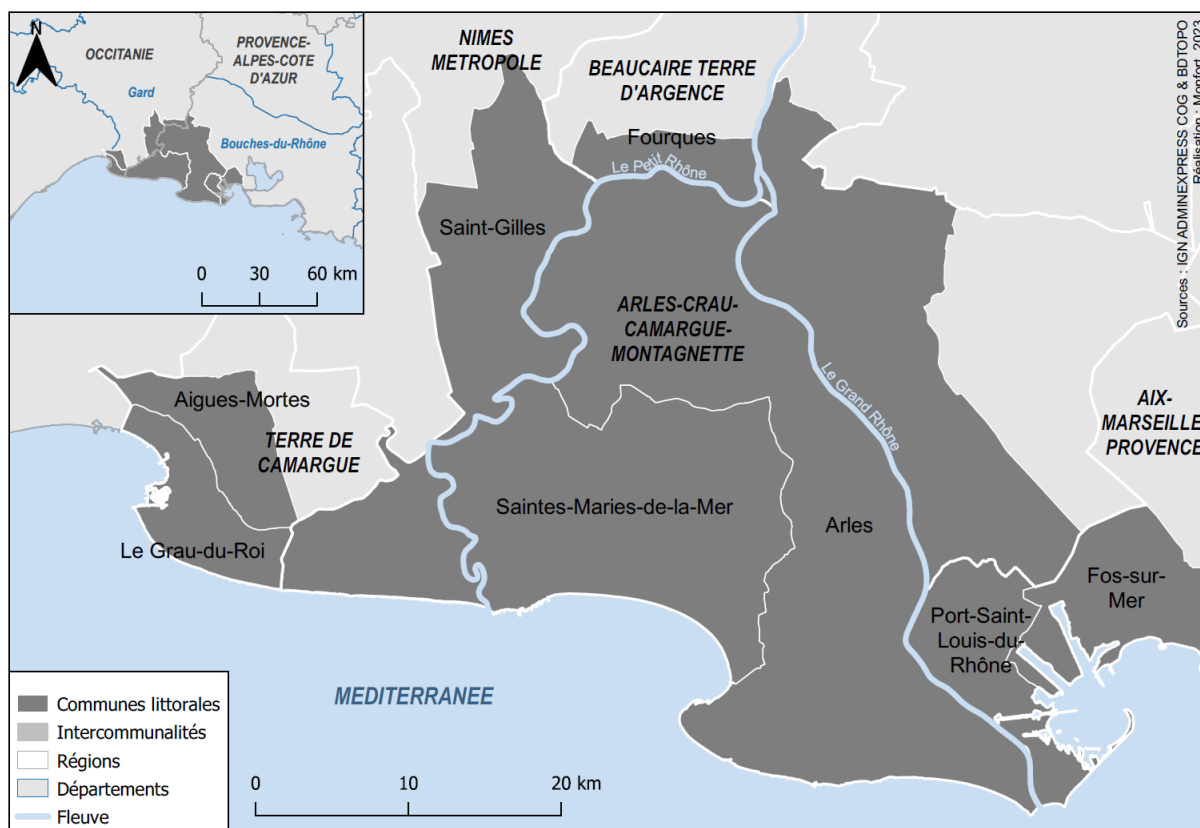 N
OCCITANIE
PROVENCE-
ALPES-COTE
D'AZUR
Gard
Bouches-du-Rhône
0 30 60 km
NIMES
METROPOLE
BEAUCAIRE TERRE
D'ARGENCE
Fourques
Le Petit Rhône
Saint-Gilles
ARLES-CRAU-
CAMARGUE-
MONTAGNETTE
Le Grand Rhône
Aigues-Mortes
TERRE DE
CAMARGUE
AIX-
MARSEILLE
PROVENCE
Saintes-Maries-de-la-Mer
Arles
Le Grau-du-Roi
Fos-sur-
Mer
Port-Saint-
Louis-du-
Rhône
MEDITERRANEE
Communes littorales
Intercommunalités
Régions
Départements
Fleuve
0 10 20 km
Sources : IGN ADMINEXPRESS COG & BDTOPO
Réalisation : Monfort, 2023